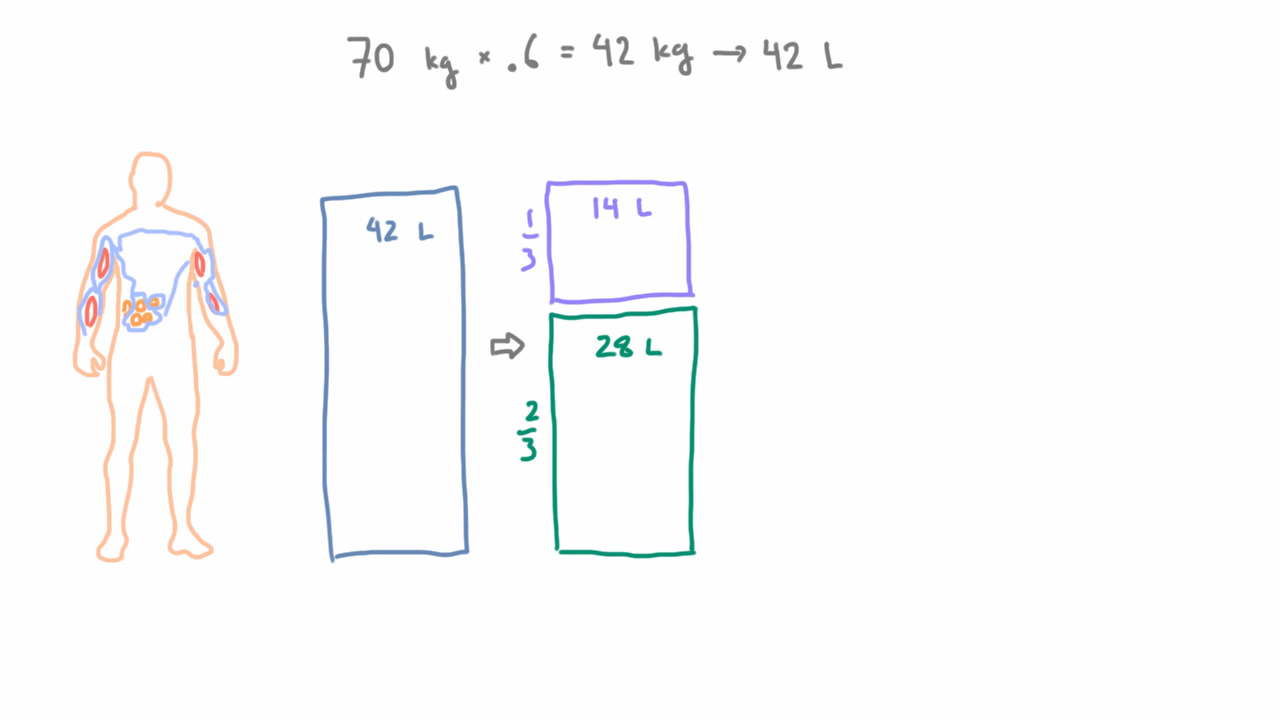 70 kg × .6 = 42 kg → 42 L
42 L
1/3
14 L
28 L
2/3